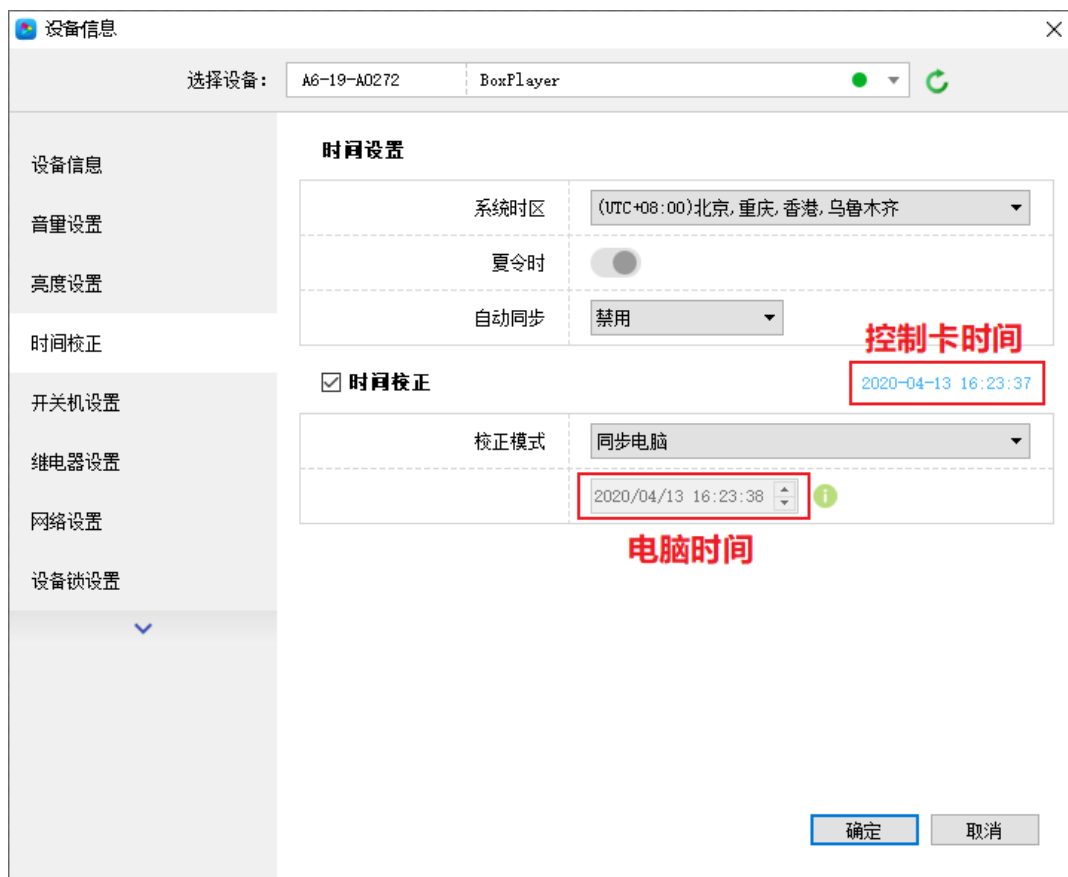 设备信息
选择设备: A6-19-A0272 BoxPlayer
设备信息
音量设置
亮度设置
时间校正
开关机设置
继电器设置
网络设置
设备锁设置
时间设置
系统时区 (UTC+08:00)北京,重庆,香港,乌鲁木齐
夏令时
自动同步 禁用
控制卡时间
时间校正 2020-04-13 16:23:37
校正模式 同步电脑
2020/04/13 16:23:38
电脑时间
确定 取消